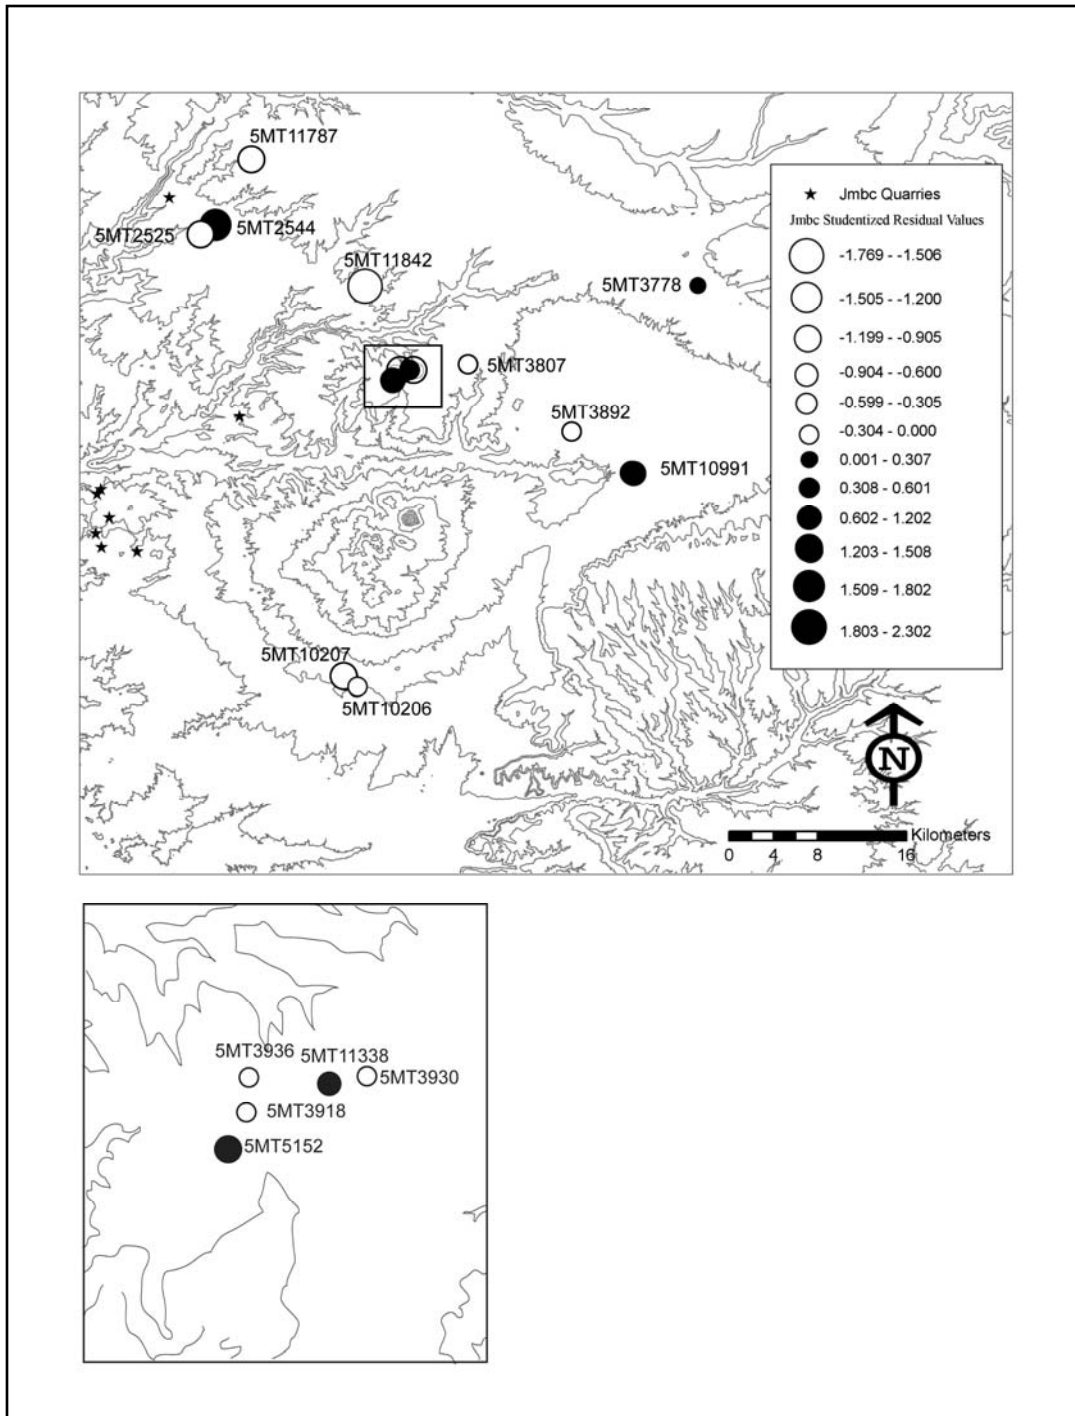 5MT11787
5MT2544
5MT2525
5MT11842
5MT3778
5MT3807
5MT3892
5MT10991
5MT10207
5MT10206
Jmbc Quarries
Jmbc Studentized Residual Values
-1.769 - -1.506
-1.505 - -1.200
-1.199 - -0.905
-0.904 - -0.600
-0.599 - -0.305
-0.304 - 0.000
0.001 - 0.307
0.308 - 0.601
0.602 - 1.202
1.203 - 1.508
1.509 - 1.802
1.803 - 2.302
N
Kilometers
0 4 8 16
5MT3936
5MT11338
5MT3930
5MT3918
5MT5152